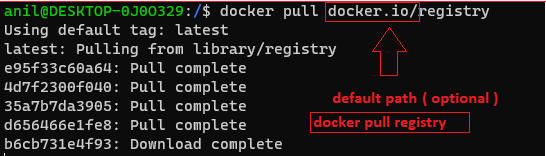 anil@DESKTOP-0J0O329:/$ docker pull docker.io/registry
Using default tag: latest
latest: Pulling from library/registry
e95f33c60a64: Pull complete
4d7f2300f040: Pull complete
35a7b7da3905: Pull complete
default path ( optional )
d656466e1fe8: Pull complete
docker pull registry
b6cb731e4f93: Download complete